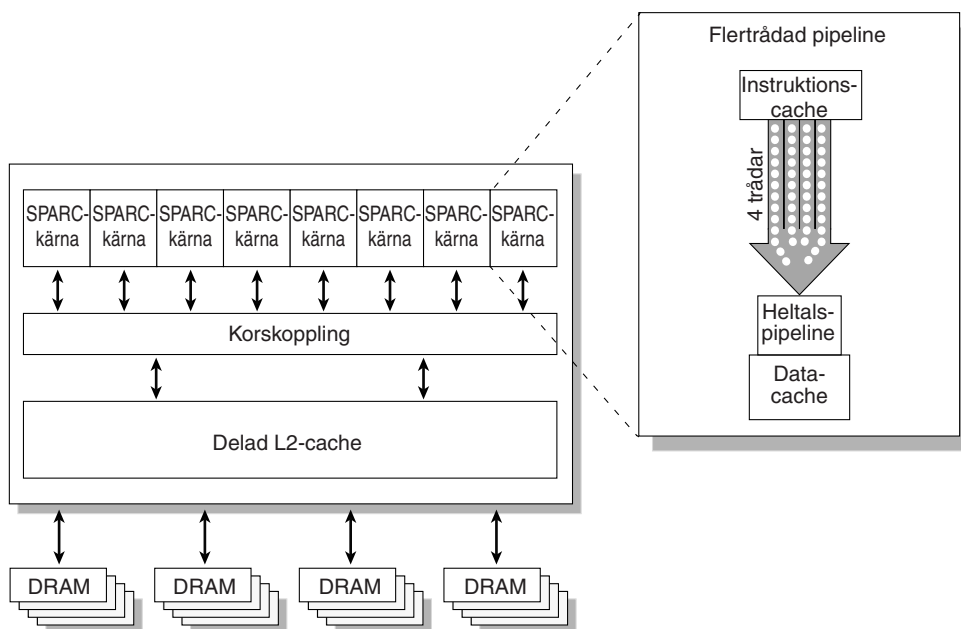 Flertrådad pipeline
Instruktions-
cache
4 trådar
Heltals-
pipeline
Data-
cache
SPARC-
kärna
SPARC-
kärna
SPARC-
kärna
SPARC-
kärna
SPARC-
kärna
SPARC-
kärna
SPARC-
kärna
SPARC-
kärna
Korskoppling
Delad L2-cache
DRAM
DRAM
DRAM
DRAM